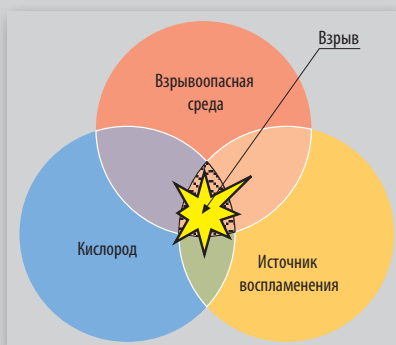 Взрыв
Взрывоопасная
среда
Кислород
Источник
воспламенения